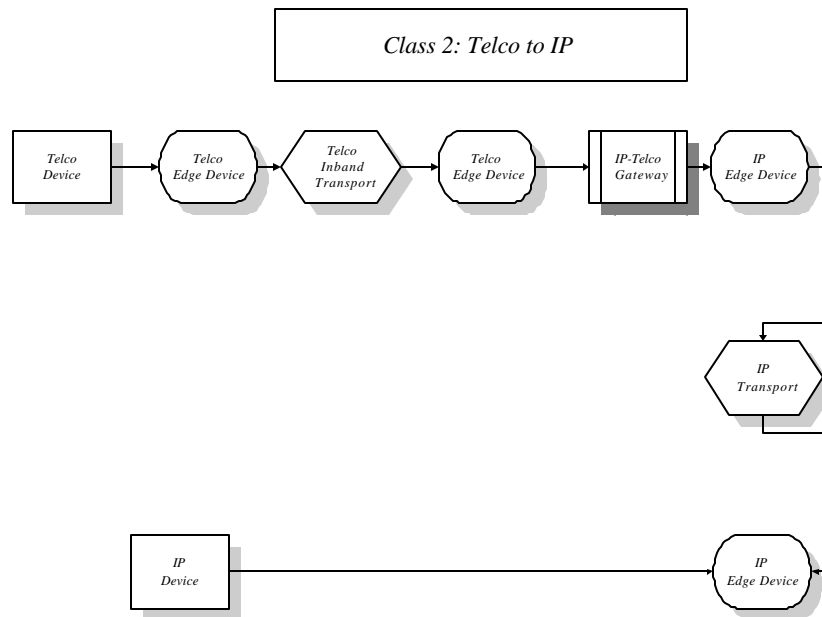 Class 2: Telco to IP
Telco
Device
Telco
Edge Device
Telco
Inband
Transport
Telco
Edge Device
IP-Telco
Gateway
IP
Edge Device
IP
Transport
IP
Device
IP
Edge Device